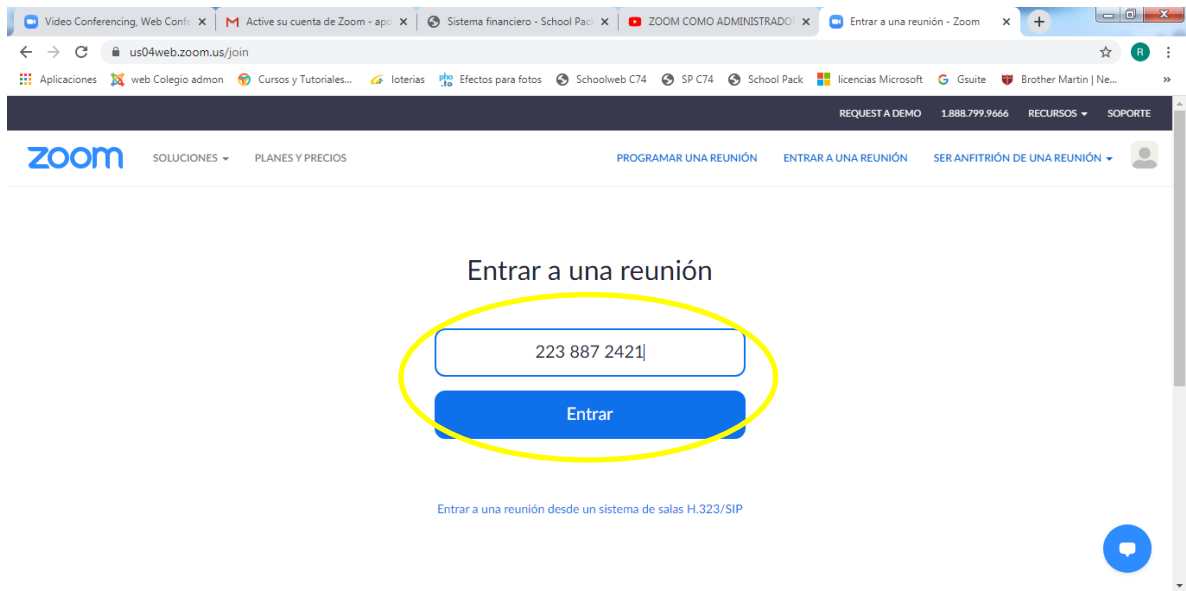 Video Conferencing, Web Confe
Active su cuenta de Zoom - apo
Sistema financiero - School Pac
ZOOM COMO ADMINISTRADO
Entrar a una reunión - Zoom
us04web.zoom.us/join
R
Aplicaciones
web Colegio admon
Cursos y Tutoriales...
loterias
pho.to
Efectos para fotos
Schoolweb C74
SP C74
School Pack
licencias Microsoft
Gsuite
Brother Martin | Ne...
»
REQUEST A DEMO
1.888.799.9666
RECURSOS
SOPORTE
zoom
SOLUCIONES
PLANES Y PRECIOS
PROGRAMAR UNA REUNIÓN
ENTRAR A UNA REUNIÓN
SER ANFITRIÓN DE UNA REUNIÓN
Entrar a una reunión
223 887 2421
Entrar
Entrar a una reunión desde un sistema de salas H.323/SIP